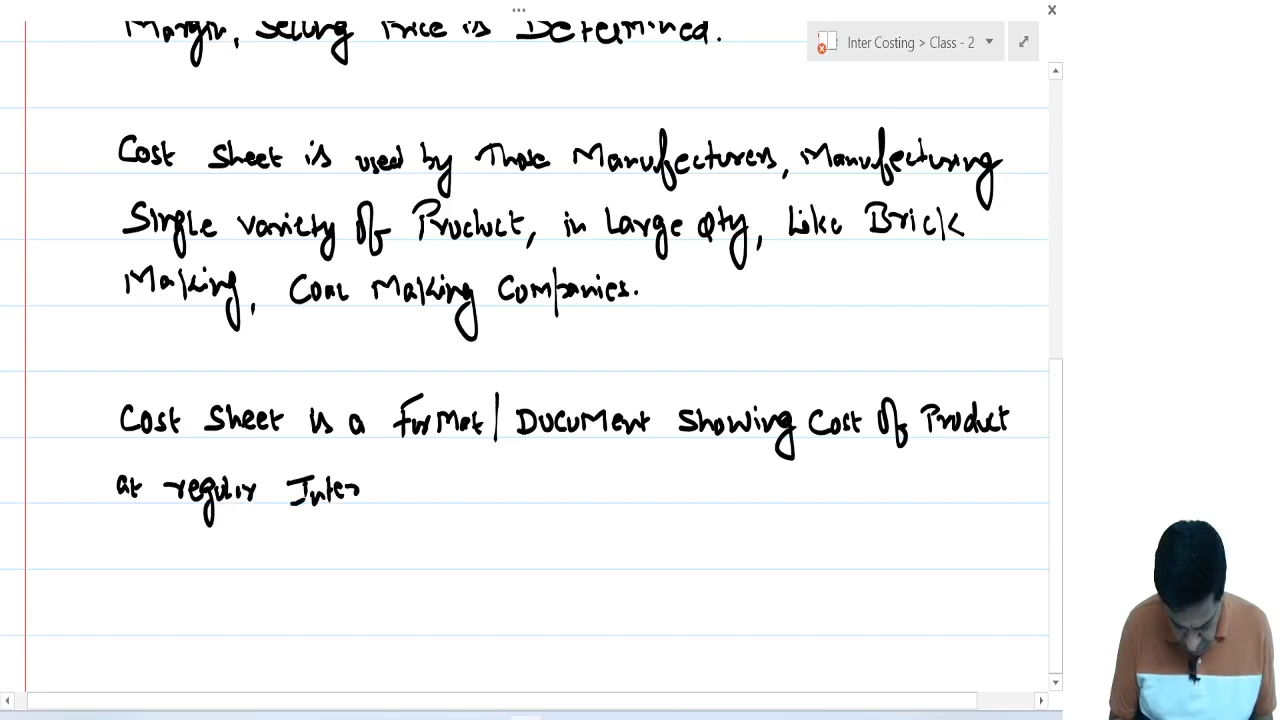 Margin, Selling Price is Determined.
Inter Costing > Class - 2
Cost Sheet is used by Those Manufecturers, Manufecturing
Single variety Of Product, in Large Qty, Like Brick
Making, Coal Making Companies.
Cost Sheet is a Format / Document Showing Cost Of Product
at regular Inter